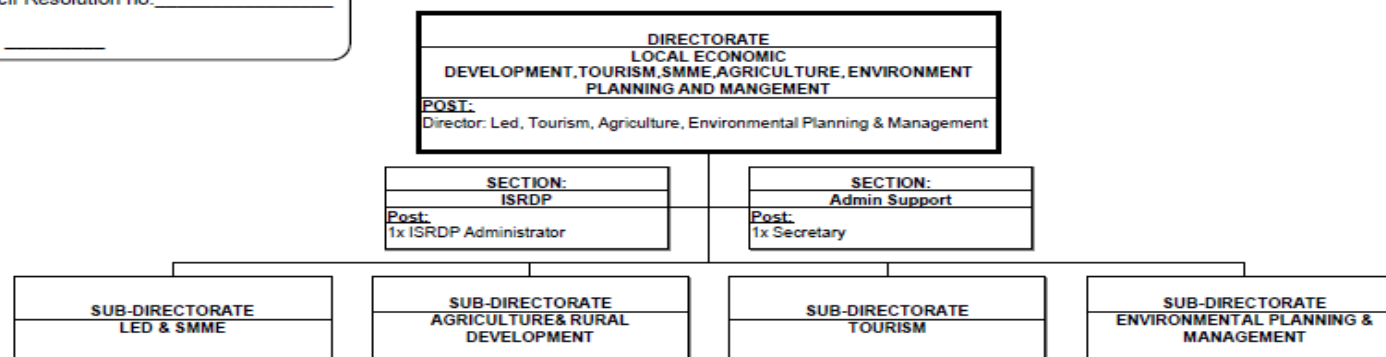 Resolution no:
DIRECTORATE
LOCAL ECONOMIC
DEVELOPMENT,TOURISM,SMME,AGRICULTURE, ENVIRONMENT
PLANNING AND MANGEMENT
POST:
Director: Led, Tourism, Agriculture, Environmental Planning & Management
SECTION:
ISRDP
Post:
1x ISRDP Administrator
SECTION:
Admin Support
Post:
1x Secretary
SUB-DIRECTORATE
LED & SMME
SUB-DIRECTORATE
AGRICULTURE& RURAL
DEVELOPMENT
SUB-DIRECTORATE
TOURISM
SUB-DIRECTORATE
ENVIRONMENTAL PLANNING &
MANAGEMENT